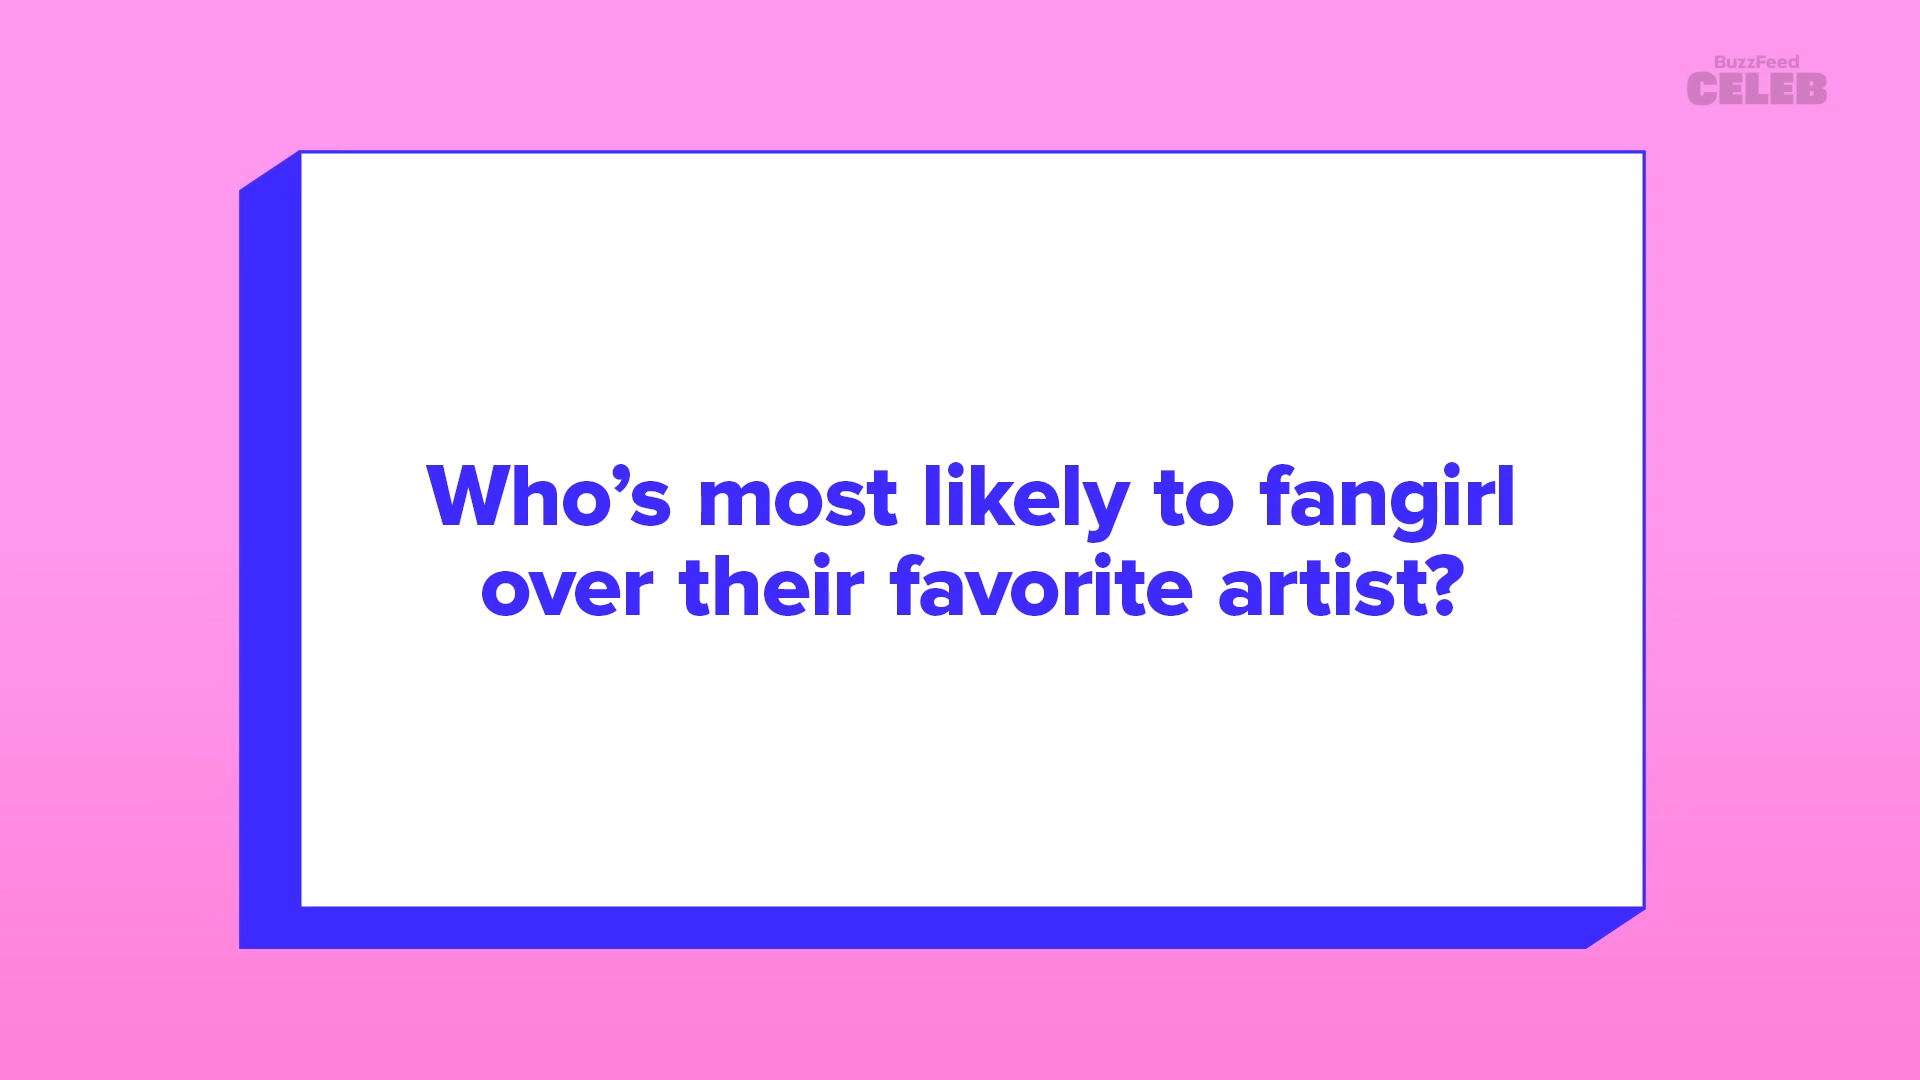 BuzzFeed
CELEB
Who’s most likely to fangirl
over their favorite artist?